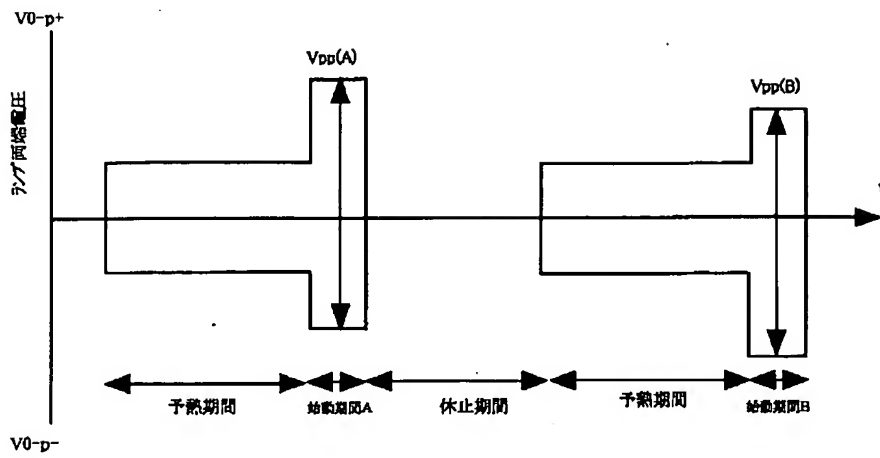 V0-p+
ランプ両端電圧
Vpp(A)
Vpp(B)
予熱期間
始動期間A
休止期間
予熱期間
始動期間B
V0-p-